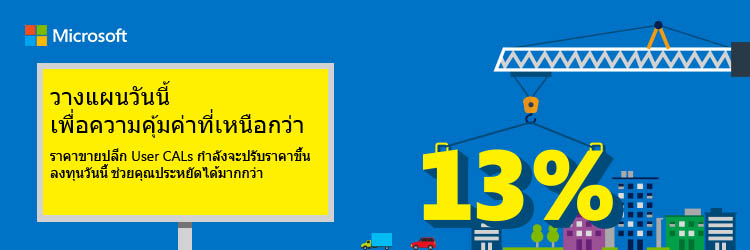 Microsoft
วางแผนวันนี้
เพื่อความคุ้มค่าที่เหนือกว่า
ราคาขายปลีก User CALs กำลังจะปรับราคาขึ้น
ลงทุนวันนี้ ช่วยคุณประหยัดได้มากกว่า
13%